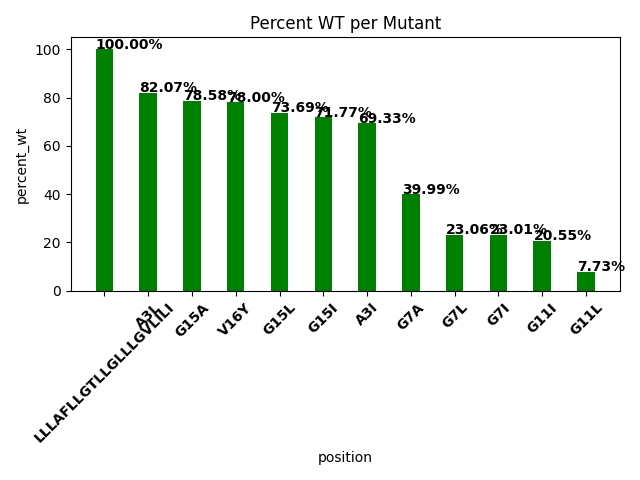 Percent WT per Mutant
percent_wt
100
80
60
40
20
0
100.00%
82.07%
78.58%
78.00%
73.69%
71.77%
69.33%
39.99%
23.06%
23.01%
20.55%
7.73%
LLLAFLLGTLLGLLLGVLILI
A3L
G15A
V16Y
G15L
G15I
A3I
G7A
G7L
G7I
G11I
G11L
position